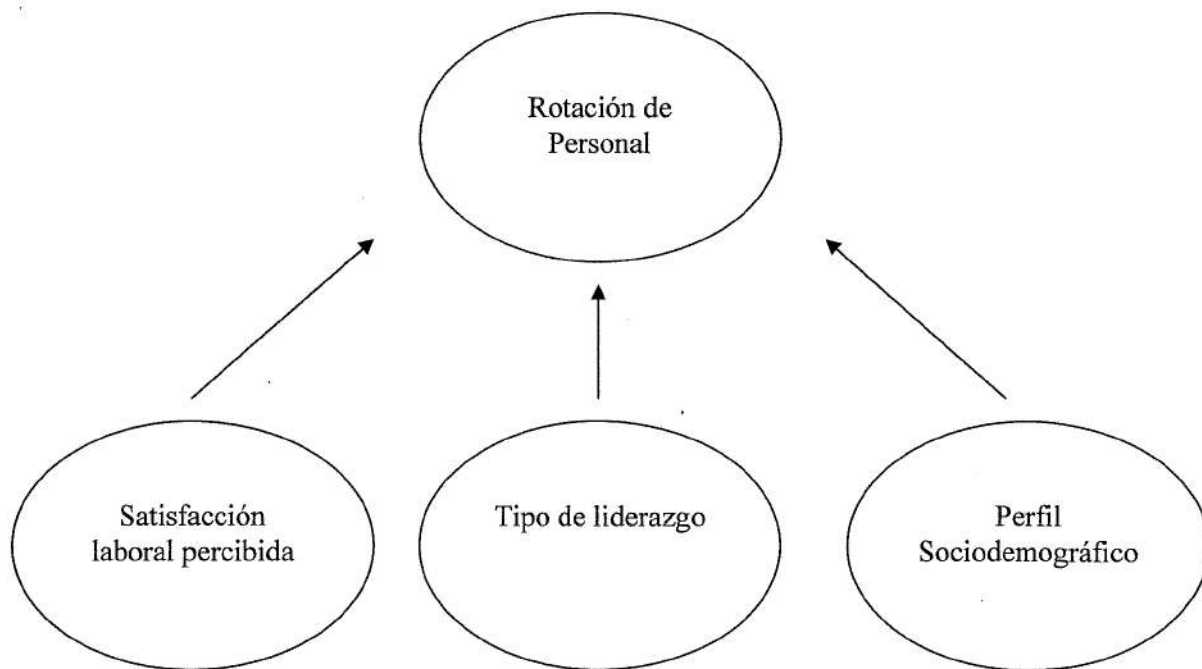 Rotación de
Personal
Satisfacción
laboral percibida
Tipo de liderazgo
Perfil
Sociodemográfico